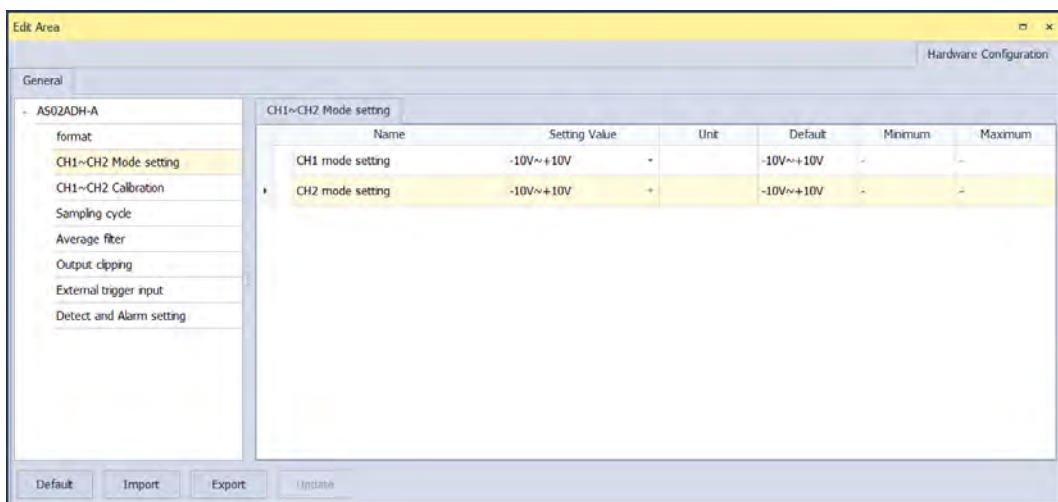 Edit Area
Hardware Configuration
General
- AS02ADH-A
format
CH1~CH2 Mode setting
CH1~CH2 Calibration
Sampling cycle
Average filter
Output clipping
External trigger input
Detect and Alarm setting
CH1~CH2 Mode setting
Name Setting Value Unit Default Minimum Maximum
CH1 mode setting -10V~+10V -10V~+10V - -
CH2 mode setting -10V~+10V -10V~+10V - -
Default Import Export Update